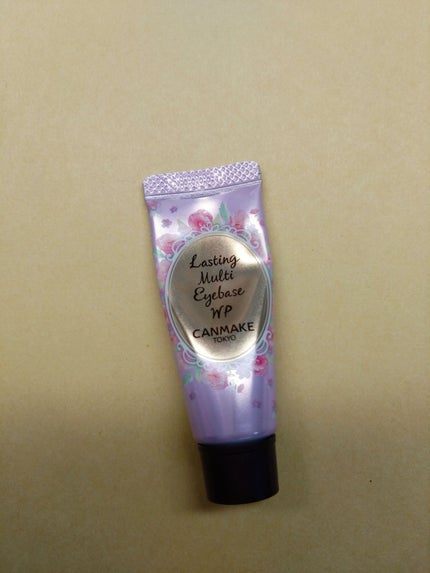 Lasting
Multi
Eyebase
WP
CANMAKE
TOKYO